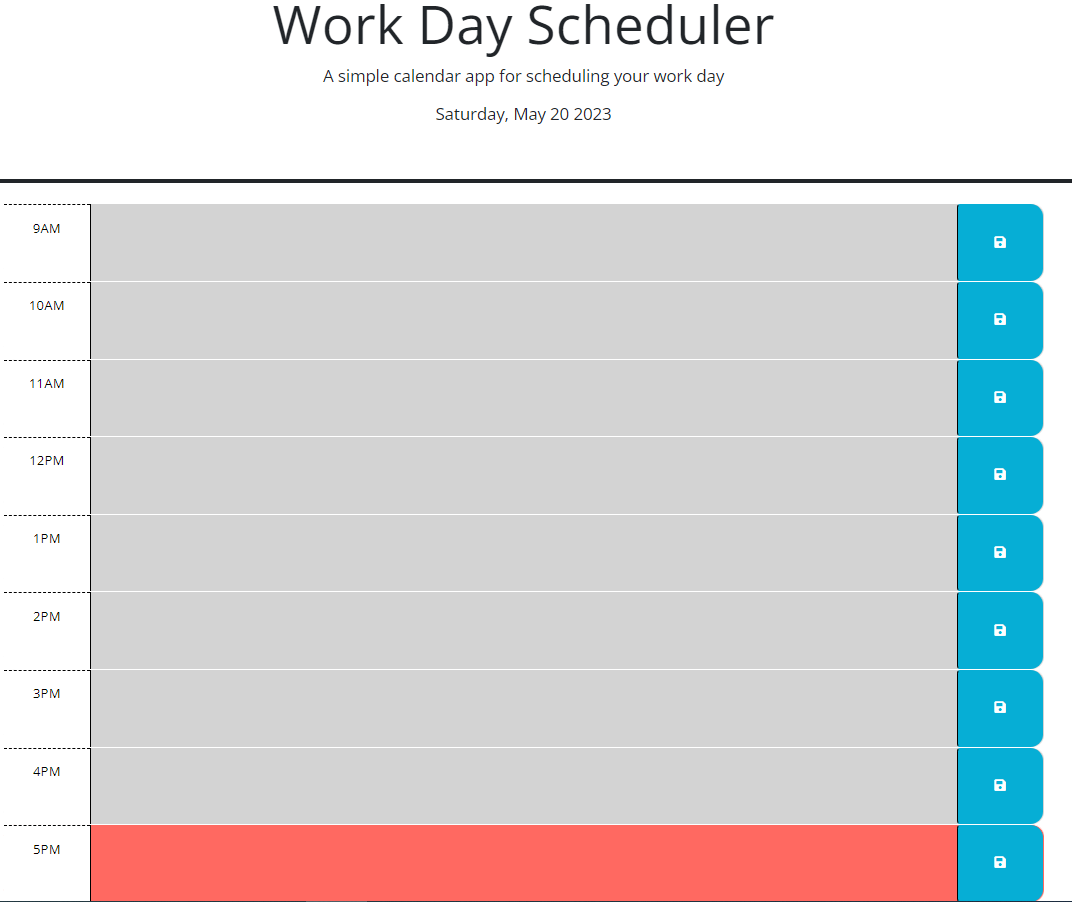 Work Day Scheduler
A simple calendar app for scheduling your work day
Saturday, May 20 2023
9AM
10AM
11AM
12PM
1PM
2PM
3PM
4PM
5PM